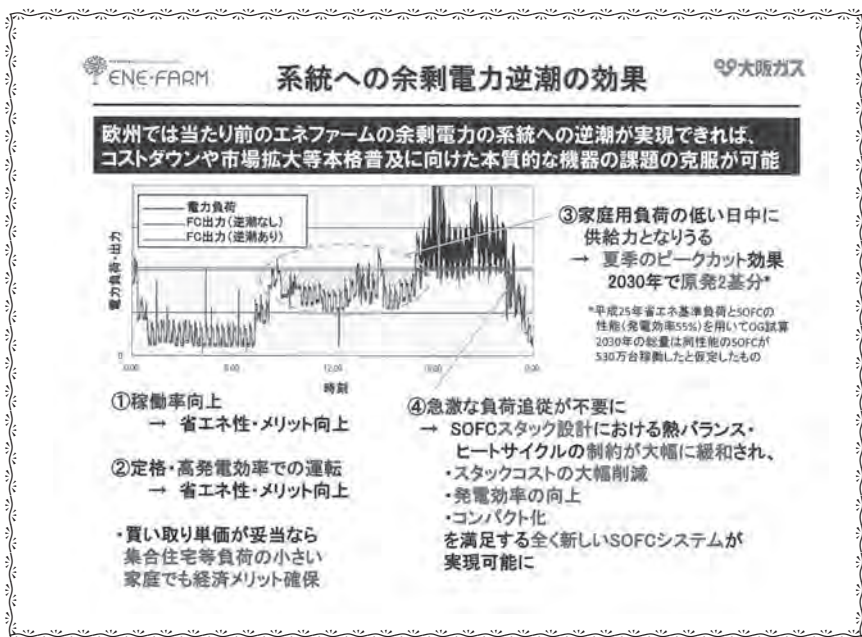 ENE・FARM
系統への余剰電力逆潮の効果
大阪ガス
欧州では当たり前のエネファームの余剰電力の系統への逆潮が実現できれば、
コストダウンや市場拡大等本格普及に向けた本質的な機器の課題の克服が可能
電力負荷
FC出力(逆潮なし)
FC出力(逆潮あり)
電力負荷・出力
0
6:00
12:00
18:00
0:00
時刻
③家庭用負荷の低い日中に
供給力となりうる
→ 夏季のピークカット効果
2030年で原発2基分*
*平成25年省エネ基準負荷とSOFCの
性能(発電効率55%)を用いてOG試算
2030年の総量は同性能のSOFCが
530万台稼働したと仮定したもの
①稼働率向上
→ 省エネ性・メリット向上
②定格・高発電効率での運転
→ 省エネ性・メリット向上
・買い取り単価が妥当なら
集合住宅等負荷の小さい
家庭でも経済メリット確保
④急激な負荷追従が不要に
→ SOFCスタック設計における熱バランス・
ヒートサイクルの制約が大幅に緩和され、
・スタックコストの大幅削減
・発電効率の向上
・コンパクト化
を満足する全く新しいSOFCシステムが
実現可能に